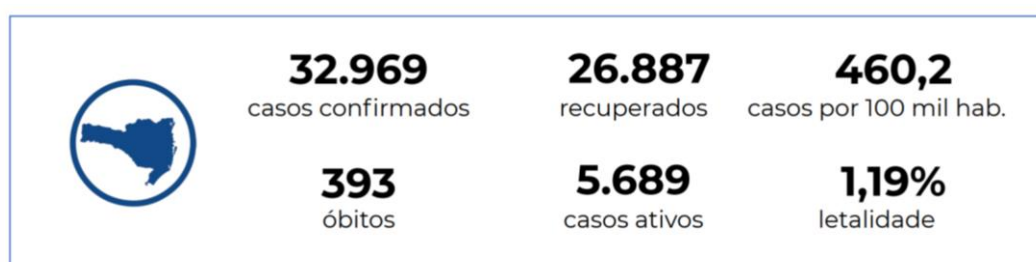 32.969
casos confirmados
26.887
recuperados
460,2
casos por 100 mil hab.
393
óbitos
5.689
casos ativos
1,19%
letalidade